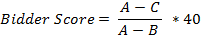 Bidder Score = (A − C) / (A − B) * 40